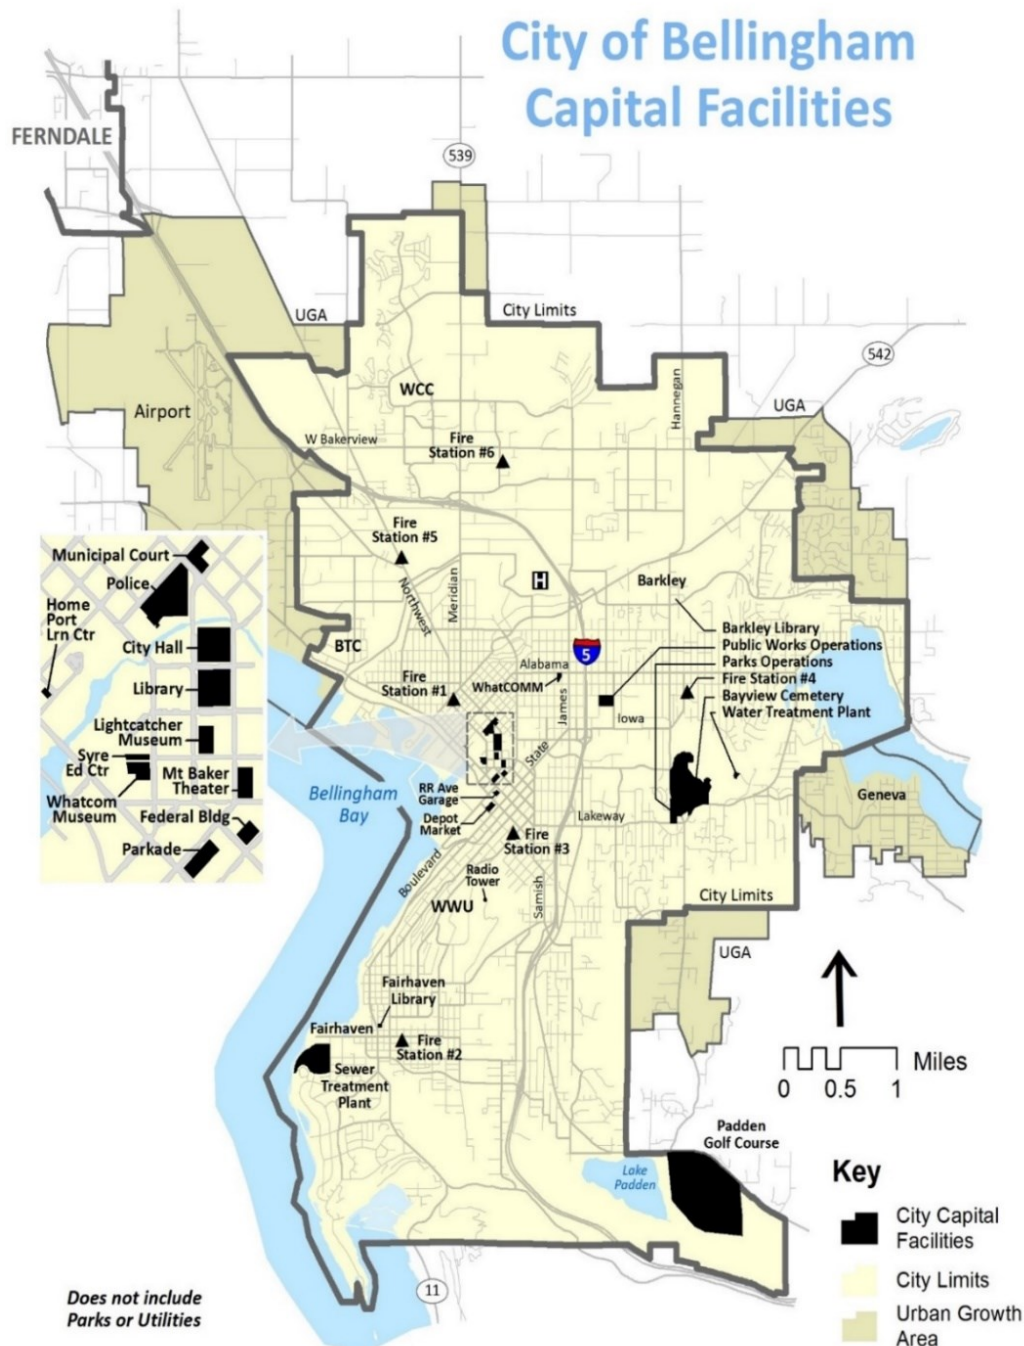 City of Bellingham
Capital Facilities
FERNDALE
539
UGA
City Limits
542
WCC
Hannegan
UGA
Airport
W Bakerview
Fire
Station #6
Fire
Station #5
Municipal Court
Police
Home
Port
Lrn Ctr
City Hall
Library
Lightcatcher
Museum
Syre
Ed Ctr
Mt Baker
Theater
Whatcom
Museum
Federal Bldg
Parkade
Northwest
Meridian
H
Barkley
BTC
5
Alabama
Barkley Library
Public Works Operations
Parks Operations
Fire Station #4
Bayview Cemetery
Water Treatment Plant
Fire
Station #1
WhatCOMM
James
Iowa
State
Bellingham
Bay
RR Ave
Garage
Depot
Market
Lakeway
Geneva
Fire
Station #3
Boulevard
Radio
Tower
WWU
Samish
City Limits
UGA
Fairhaven
Library
Fairhaven
Fire
Station #2
Sewer
Treatment
Plant
Miles
0 0.5 1
Padden
Golf Course
Lake
Padden
Key
City Capital
Facilities
City Limits
Urban Growth
Area
11
Does not include
Parks or Utilities